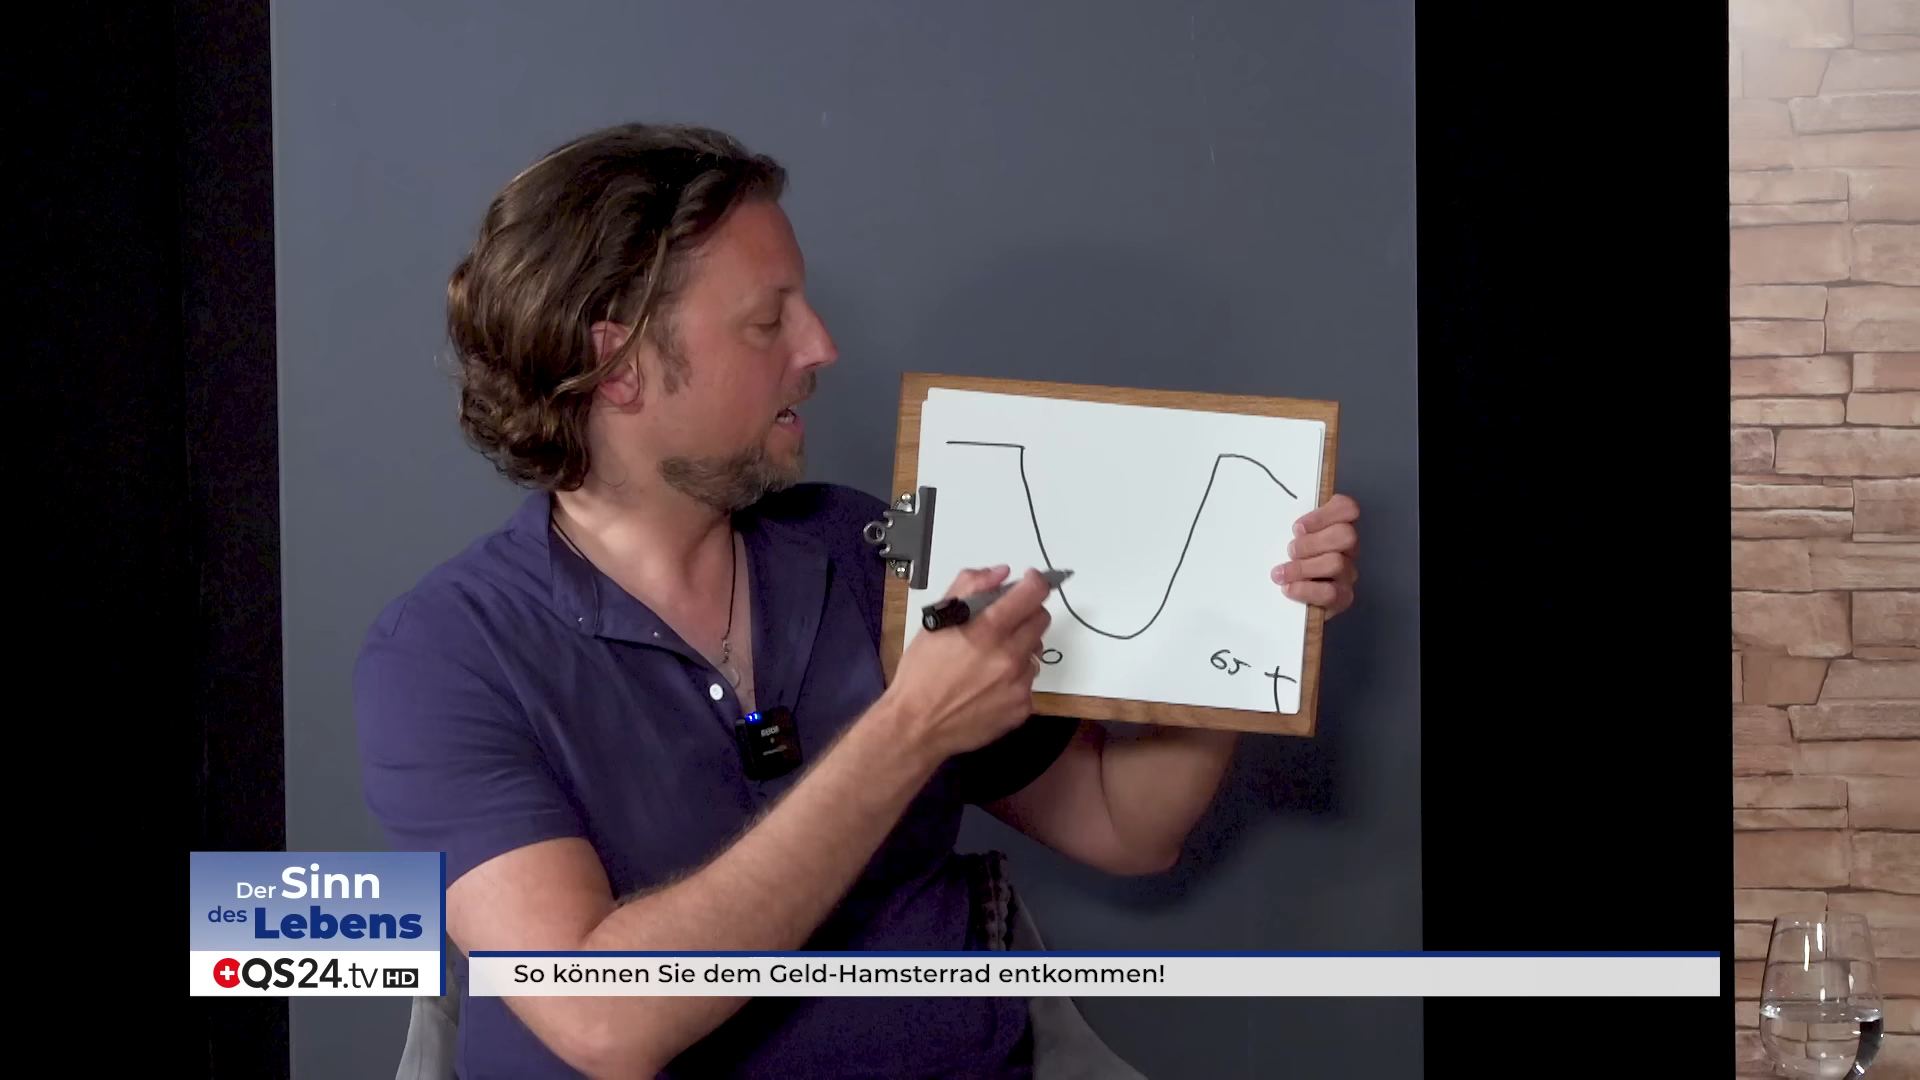 65 †
Der Sinn
des Lebens
QS24.tv HD
So können Sie dem Geld-Hamsterrad entkommen!